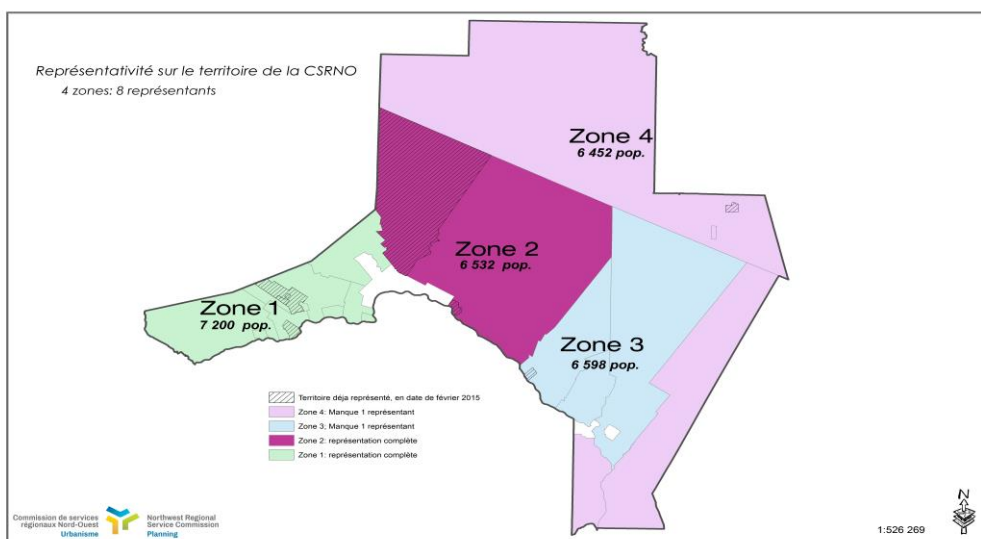 Représentativité sur le territoire de la CSRNO
4 zones: 8 représentants
Zone 4
6 452 pop.
Zone 2
6 532 pop.
Zone 1
7 200 pop.
Zone 3
6 598 pop.
Territoire déja représenté, en date de février 2015
Zone 4: Manque 1 représentant
Zone 3; Manque 1 représentant
Zone 2: représentation complète
Zone 1: représentation complète
Commission de services
régionaux Nord-Ouest
Urbanisme
Northwest Regional
Service Commission
Planning
N
1:526 269